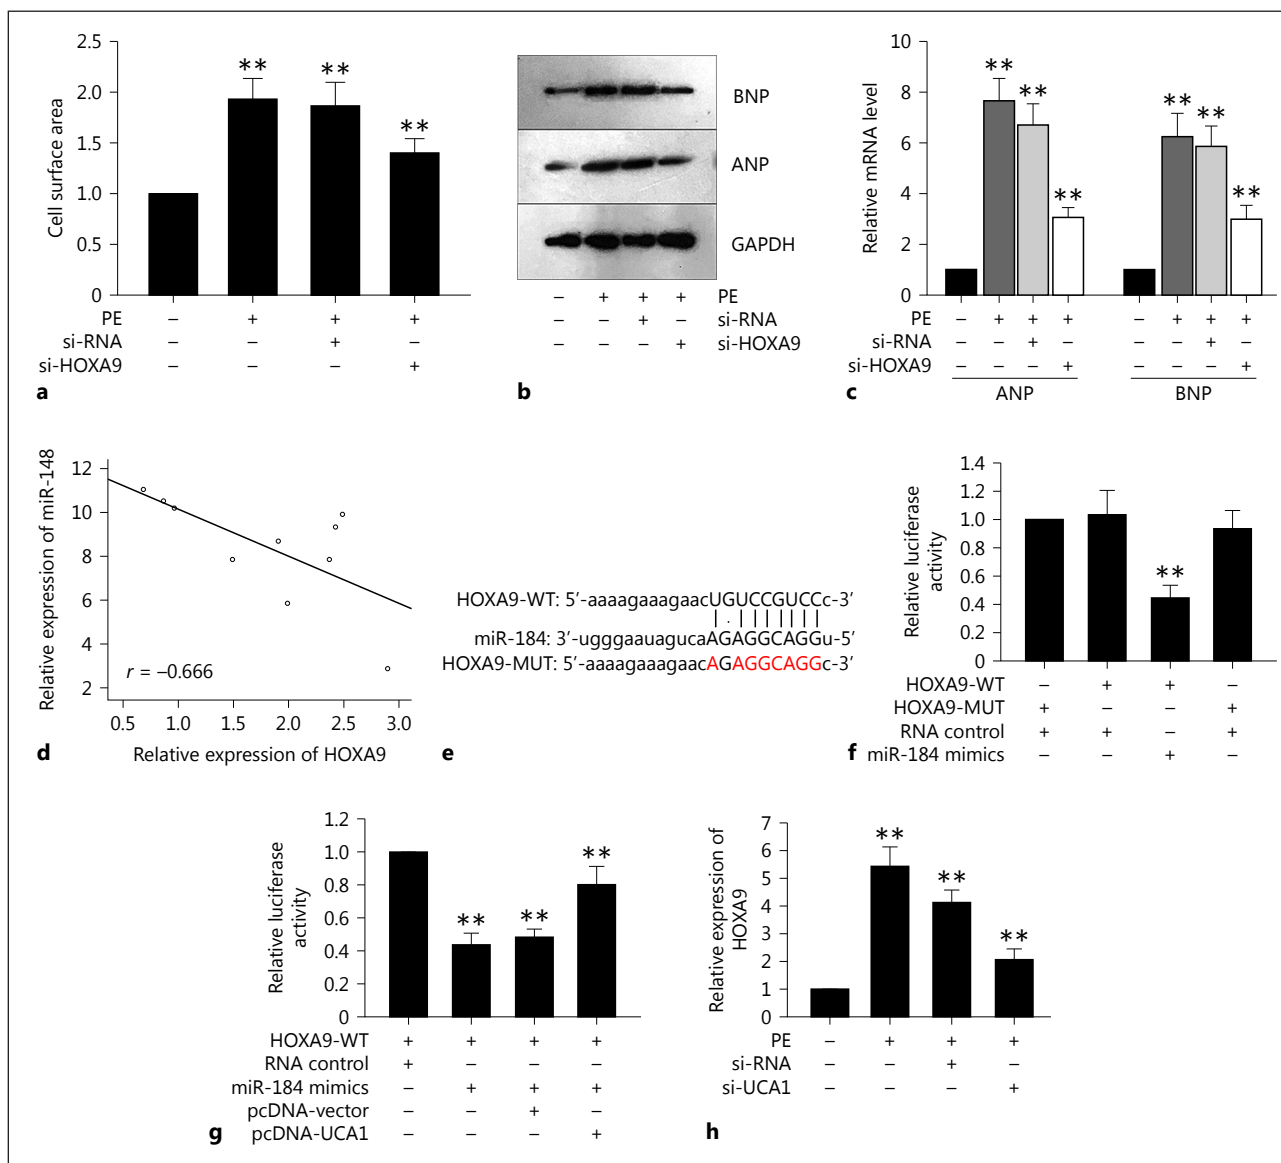 2.5
2.0
1.5
1.0
0.5
0
Cell surface area
** ** **
PE – + + +
si-RNA – – + –
si-HOXA9 – – – +
a
BNP
ANP
GAPDH
– + + + PE
– – + – si-RNA
– – – + si-HOXA9
b
10
8
6
4
2
0
Relative mRNA level
** ** ** ** ** **
PE – + + + – + + +
si-RNA – – + – – – + –
si-HOXA9 – – – + – – – +
ANP BNP
c
12
10
8
6
4
2
Relative expression of miR-148
r = –0.666
0.5 1.0 1.5 2.0 2.5 3.0
Relative expression of HOXA9
d
HOXA9-WT: 5′-aaaagaaagaacUGUCCGUCCc-3′
miR-184: 3′-ugggaauagucaAGAGGCAGGu-5′
HOXA9-MUT: 5′-aaaagaaagaacAGAGGCAGGc-3′
e
1.4
1.2
1.0
0.8
0.6
0.4
0.2
0
Relative luciferase
activity
**
HOXA9-WT – + + –
HOXA9-MUT + – – +
RNA control + + – +
miR-184 mimics – – + –
f
1.2
1.0
0.8
0.6
0.4
0.2
0
Relative luciferase
activity
** ** **
HOXA9-WT + + + +
RNA control + – – –
miR-184 mimics – + + +
pcDNA-vector – – + –
pcDNA-UCA1 – – – +
g
7
6
5
4
3
2
1
0
Relative expression of
HOXA9
** ** **
PE – + + +
si-RNA – – + –
si-UCA1 – – – +
h